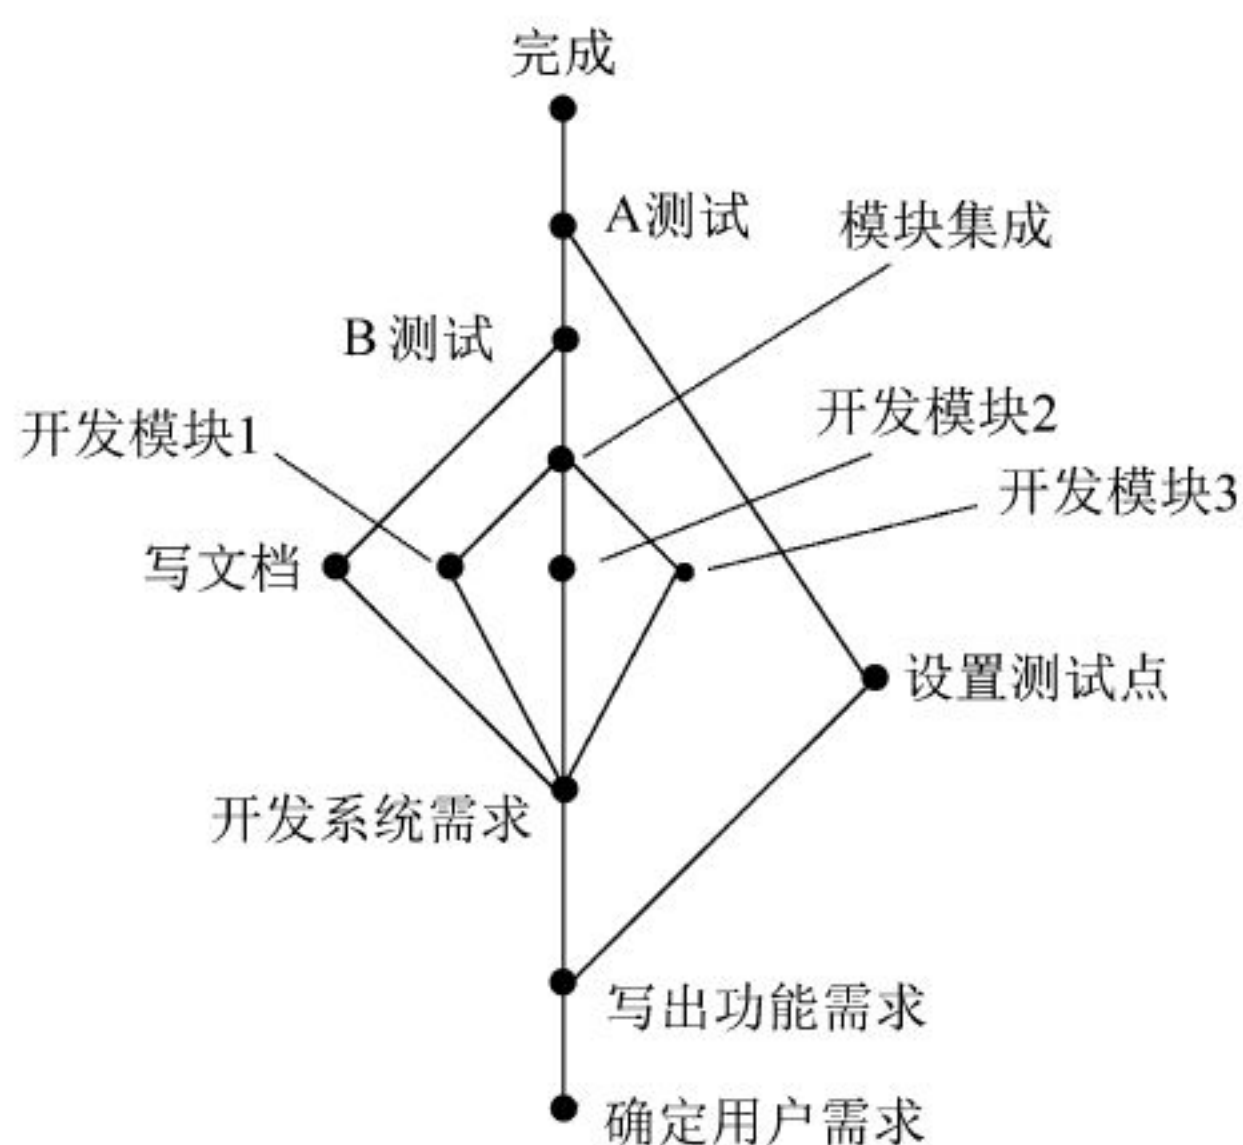 完成
A测试
模块集成
B 测试
开发模块2
开发模块1
开发模块3
写文档
设置测试点
开发系统需求
写出功能需求
确定用户需求